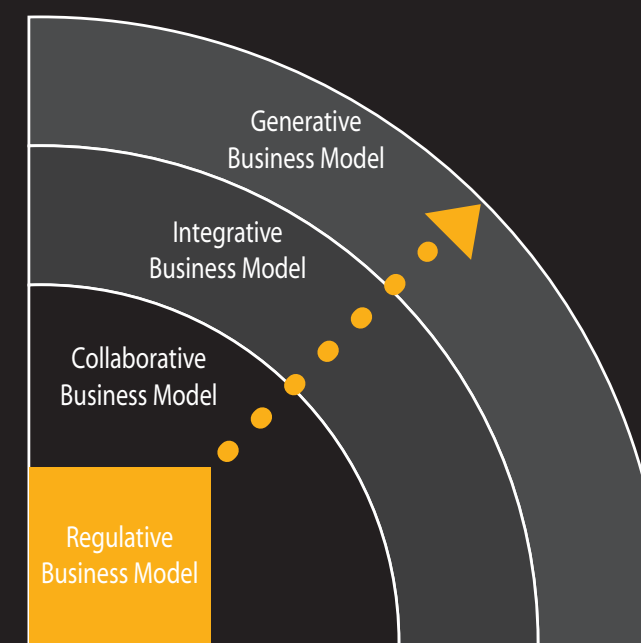 Generative
Business Model
Integrative
Business Model
Collaborative
Business Model
Regulative
Business Model